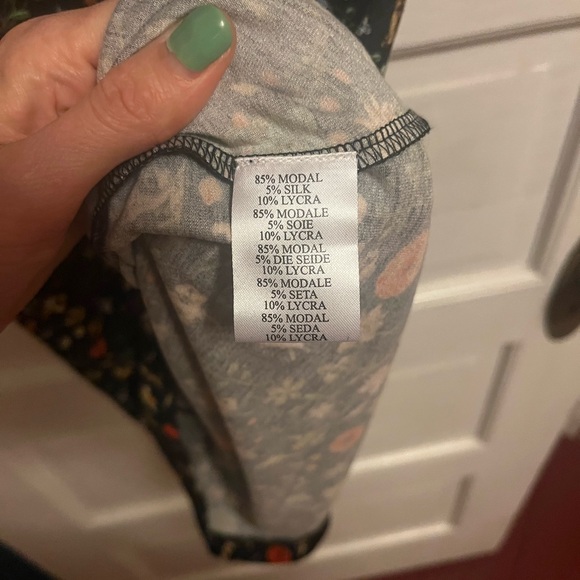 85% MODAL
5% SILK
10% LYCRA
85% MODALE
5% SOIE
10% LYCRA
85% MODAL
5% DIE SEIDE
10% LYCRA
85% MODALE
5% SETA
10% LYCRA
85% MODAL
5% SEDA
10% LYCRA